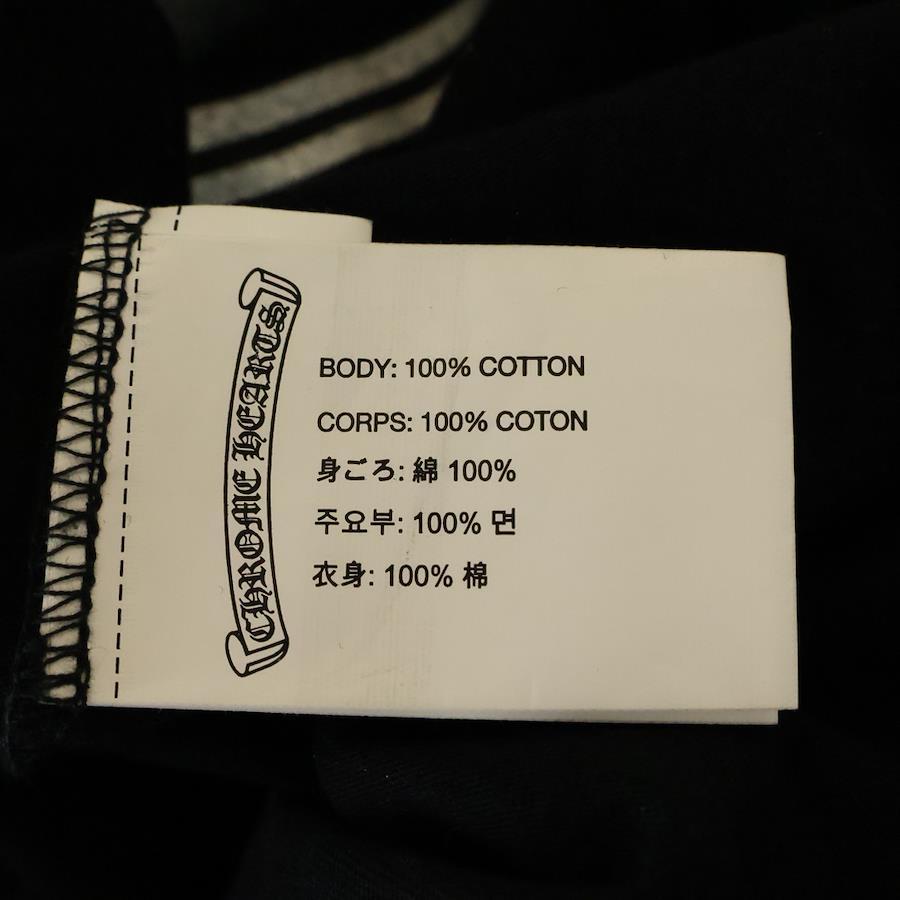 CHROME HEARTS
BODY: 100% COTTON
CORPS: 100% COTON
身ごろ: 綿 100%
주요부: 100% 면
衣身: 100% 棉